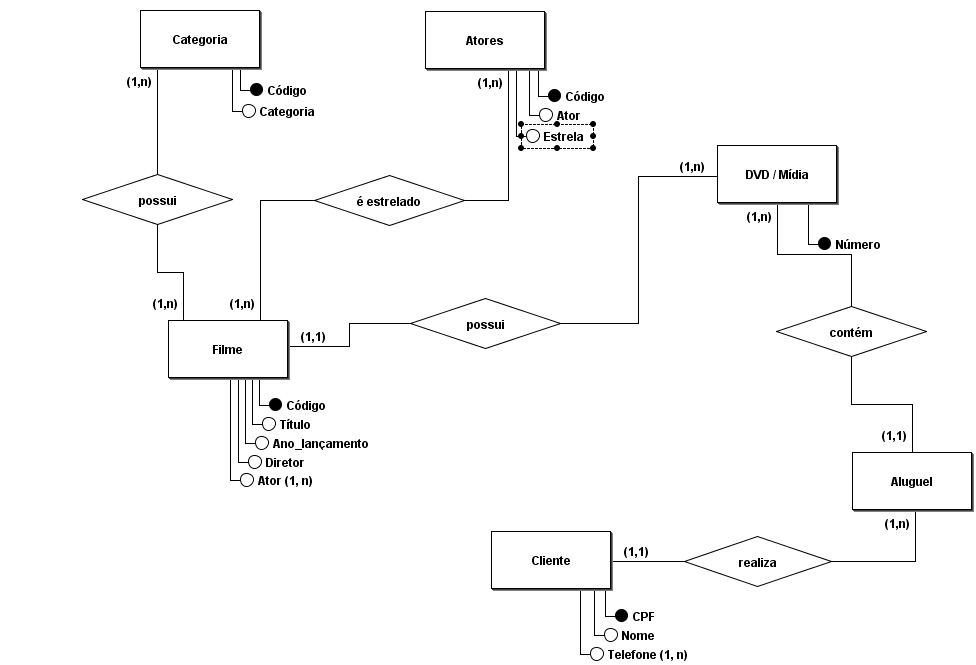 Categoria
Atores
(1,n)
(1,n)
Código
Categoria
Código
Ator
Estrela
(1,n)
DVD / Mídia
possui
é estrelado
(1,n)
Número
(1,n)
(1,n)
(1,1)
possui
contém
Filme
Código
Título
Ano_lançamento
Diretor
Ator (1, n)
(1,1)
Aluguel
(1,n)
Cliente
(1,1)
realiza
CPF
Nome
Telefone (1, n)